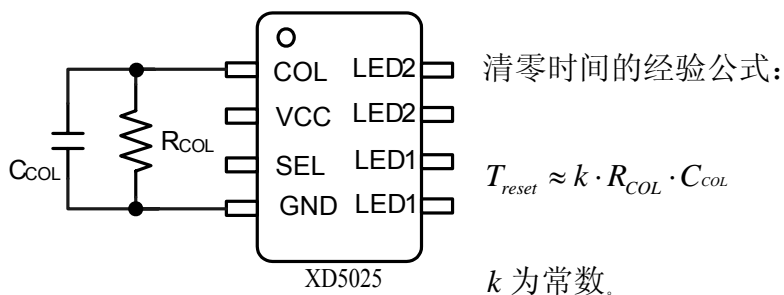 COL LED2
VCC LED2
SEL LED1
GND LED1
CCOL
RCOL
XD5025
清零时间的经验公式：
Treset ≈ k · RCOL · CCOL
k 为常数。